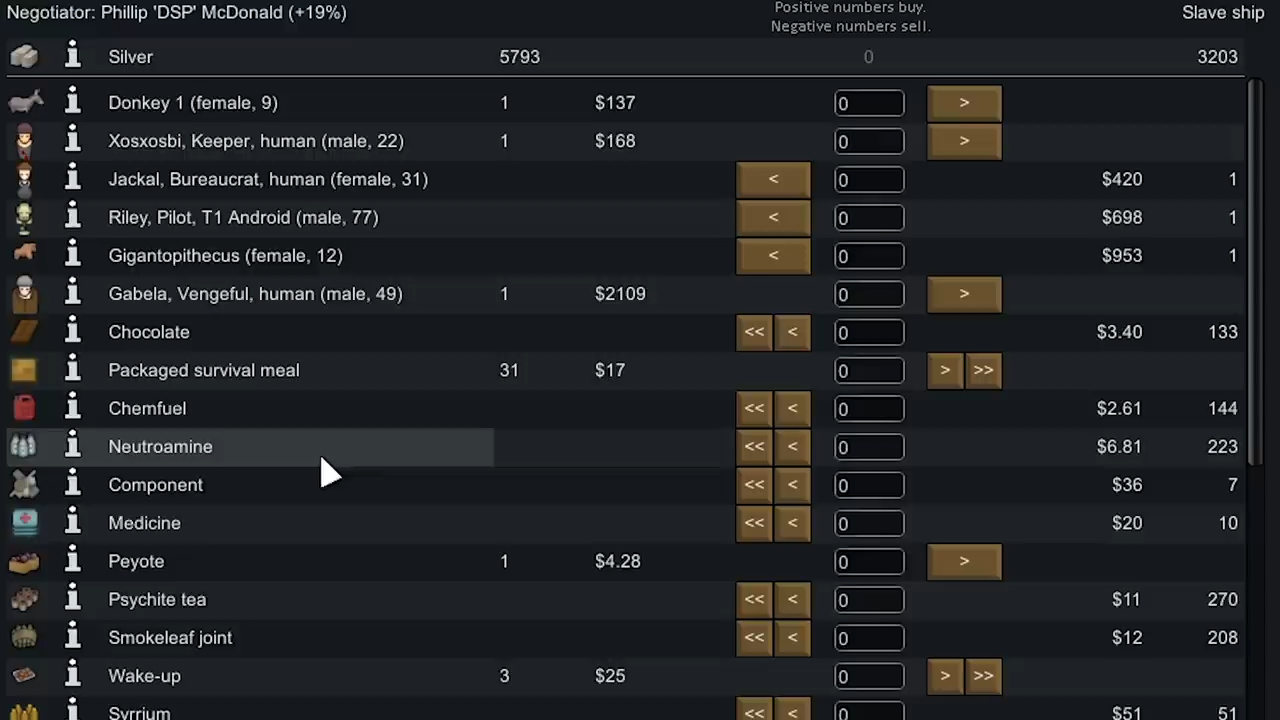 Negotiator: Phillip 'DSP' McDonald (+19%) Positive numbers buy. Negative numbers sell. Slave ship
Silver 5793 0 3203
Donkey 1 (female, 9) 1 $137 0 >
Xosxosbi, Keeper, human (male, 22) 1 $168 0 >
Jackal, Bureaucrat, human (female, 31) < 0 $420 1
Riley, Pilot, T1 Android (male, 77) < 0 $698 1
Gigantopithecus (female, 12) < 0 $953 1
Gabela, Vengeful, human (male, 49) 1 $2109 0 >
Chocolate << < 0 $3.40 133
Packaged survival meal 31 $17 0 > >>
Chemfuel << < 0 $2.61 144
Neutroamine << < 0 $6.81 223
Component << < 0 $36 7
Medicine << < 0 $20 10
Peyote 1 $4.28 0 >
Psychite tea << < 0 $11 270
Smokeleaf joint << < 0 $12 208
Wake-up 3 $25 0 > >>
Syrrium << < 0 $51 51